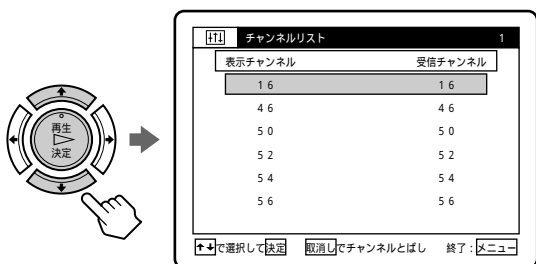 チャンネルリスト 1
表示チャンネル 受信チャンネル
16 16
46 46
50 50
52 52
54 54
56 56
再生
決定
↑↓で選択して決定 取消しでチャンネルとばし 終了：メニュー